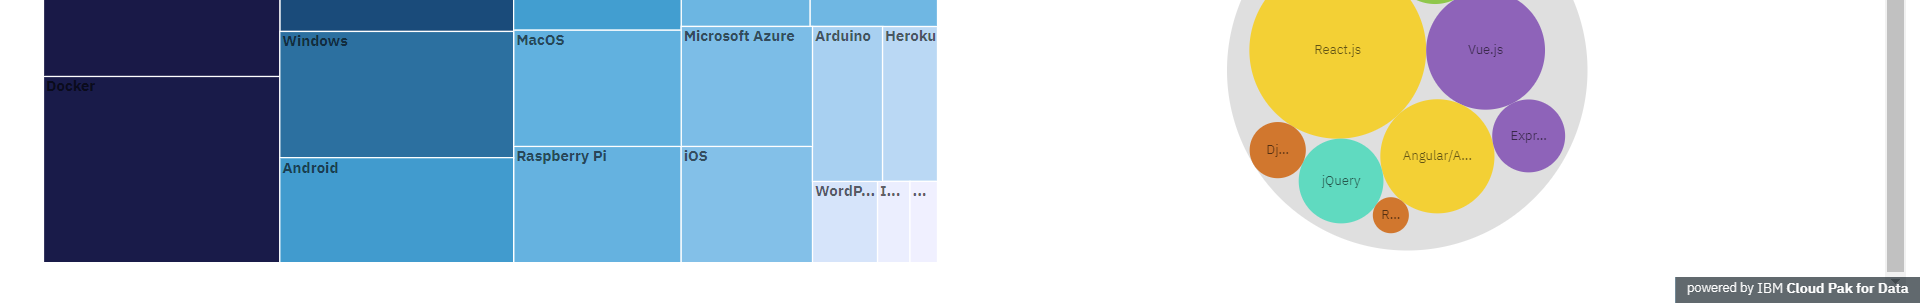 Windows
MacOS
Microsoft Azure
Arduino
Heroku
Docker
Android
Raspberry Pi
iOS
WordP...
I...
...
React.js
Vue.js
Expr...
Dj...
Angular/A...
jQuery
R...
powered by IBM Cloud Pak for Data